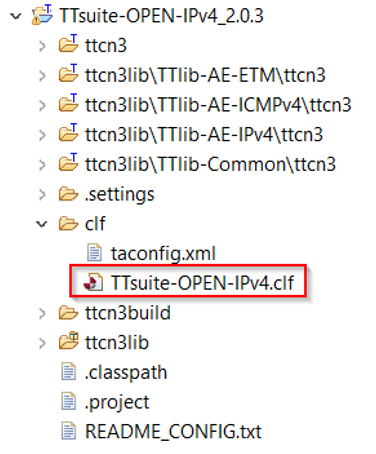 TTsuite-OPEN-IPv4_2.0.3
ttcn3
ttcn3lib\TTlib-AE-ETM\ttcn3
ttcn3lib\TTlib-AE-ICMPv4\ttcn3
ttcn3lib\TTlib-AE-IPv4\ttcn3
ttcn3lib\TTlib-Common\ttcn3
.settings
clf
taconfig.xml
TTsuite-OPEN-IPv4.clf
ttcn3build
ttcn3lib
.classpath
.project
README_CONFIG.txt